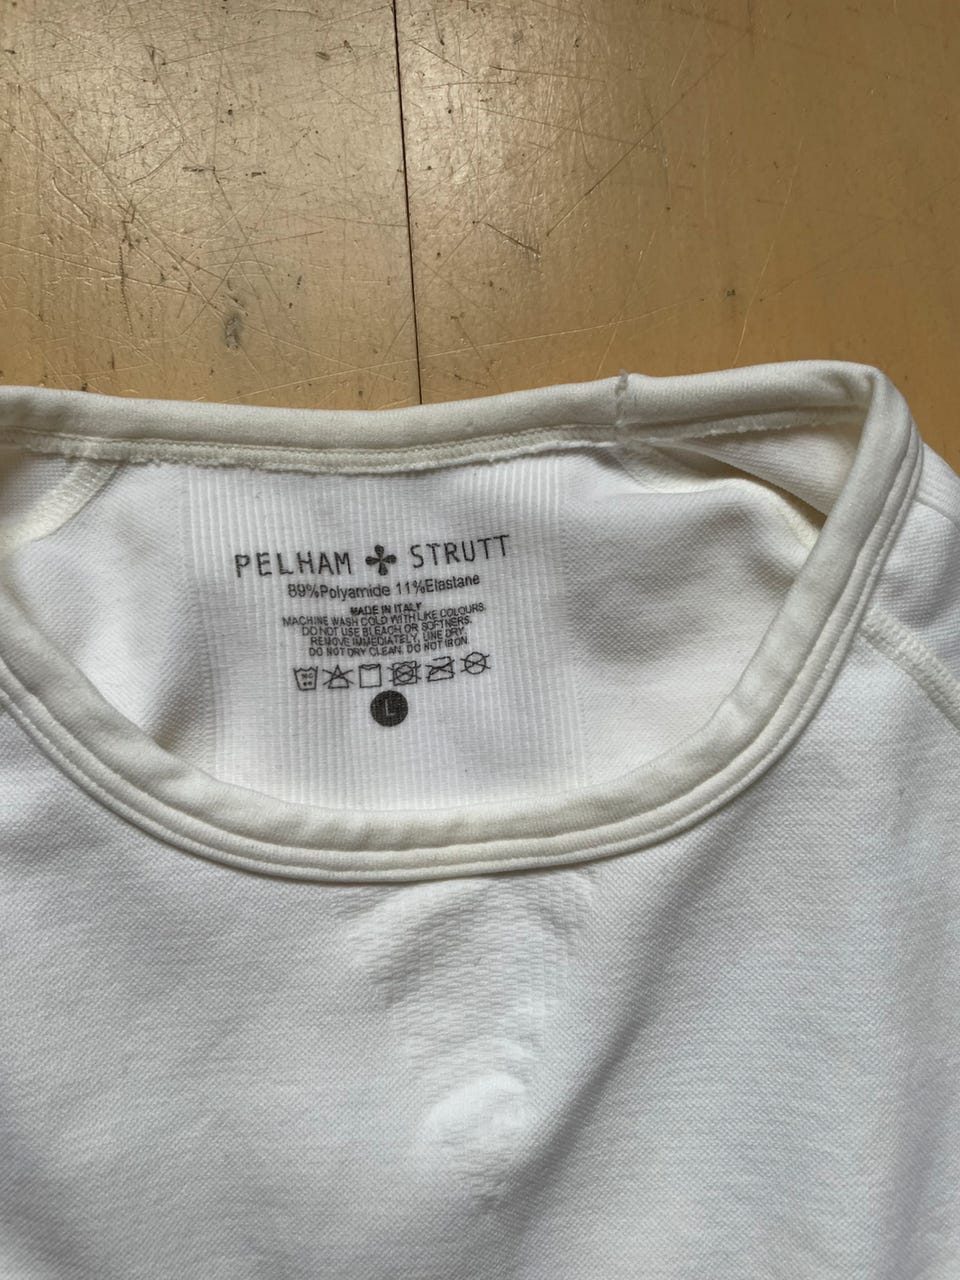 PELHAM STRUTT
89%Polyamide 11%Elastane
MADE IN ITALY
MACHINE WASH COLD WITH LIKE COLOURS.
DO NOT USE BLEACH OR SOFTNERS.
REMOVE IMMEDIATELY, LINE DRY.
DO NOT DRY CLEAN, DO NOT IRON.
L